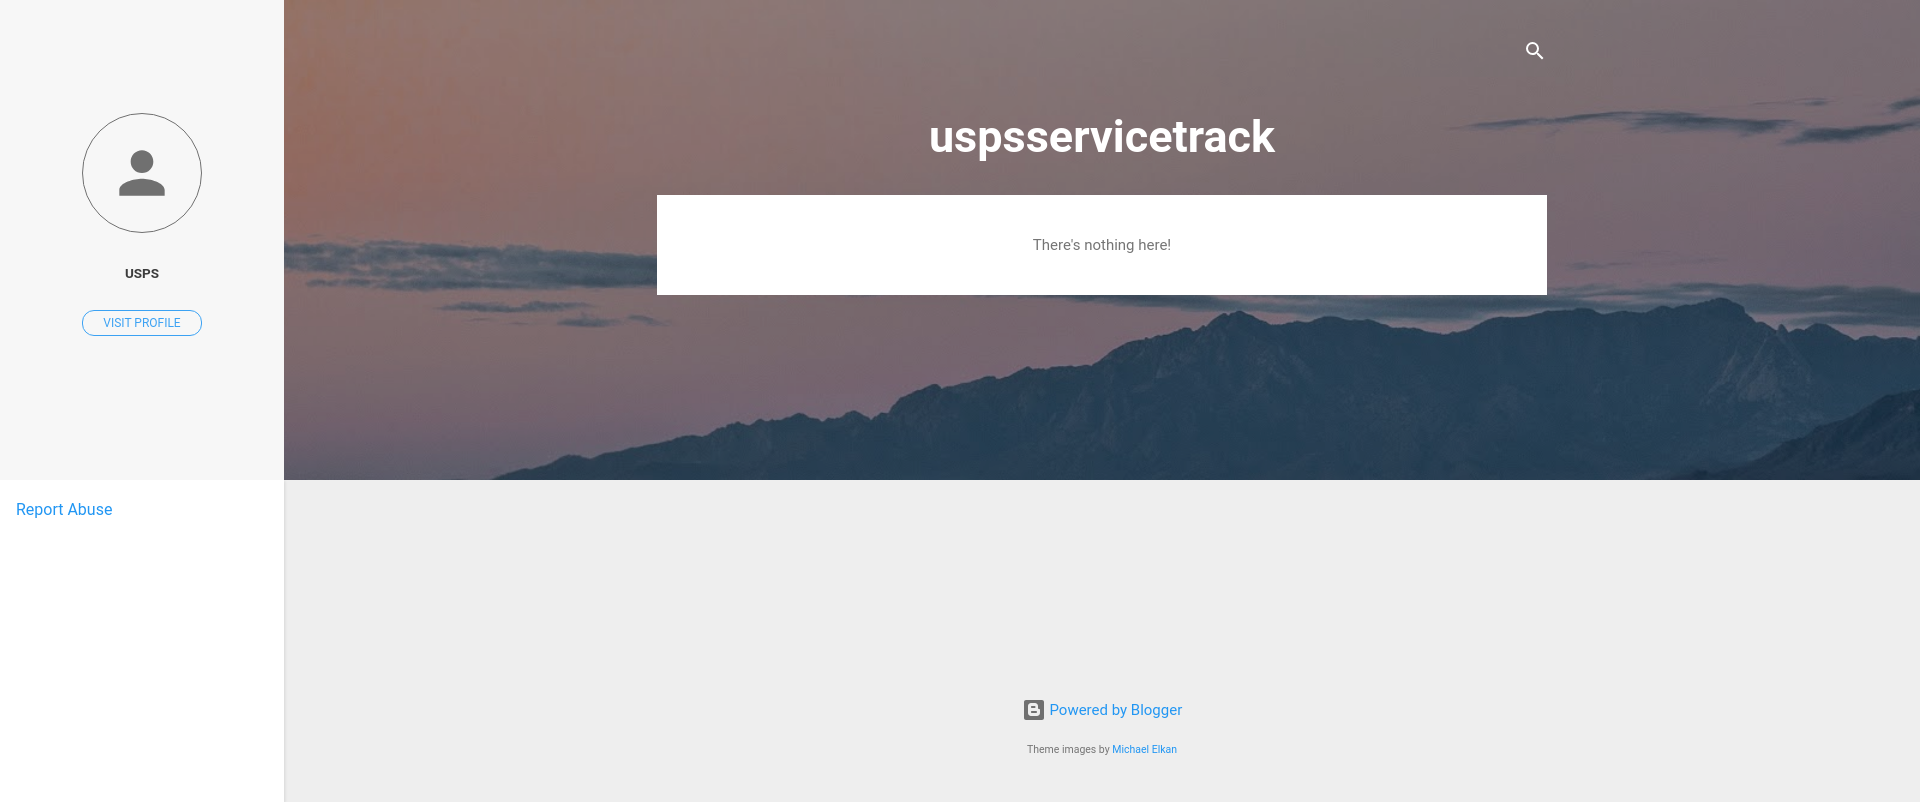 USPS
VISIT PROFILE
Report Abuse
uspsservicetrack
There's nothing here!
Powered by Blogger
Theme images by Michael Elkan